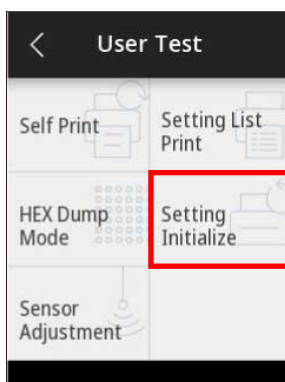 User Test
Self Print
Setting List
Print
HEX Dump
Mode
Setting
Initialize
Sensor
Adjustment